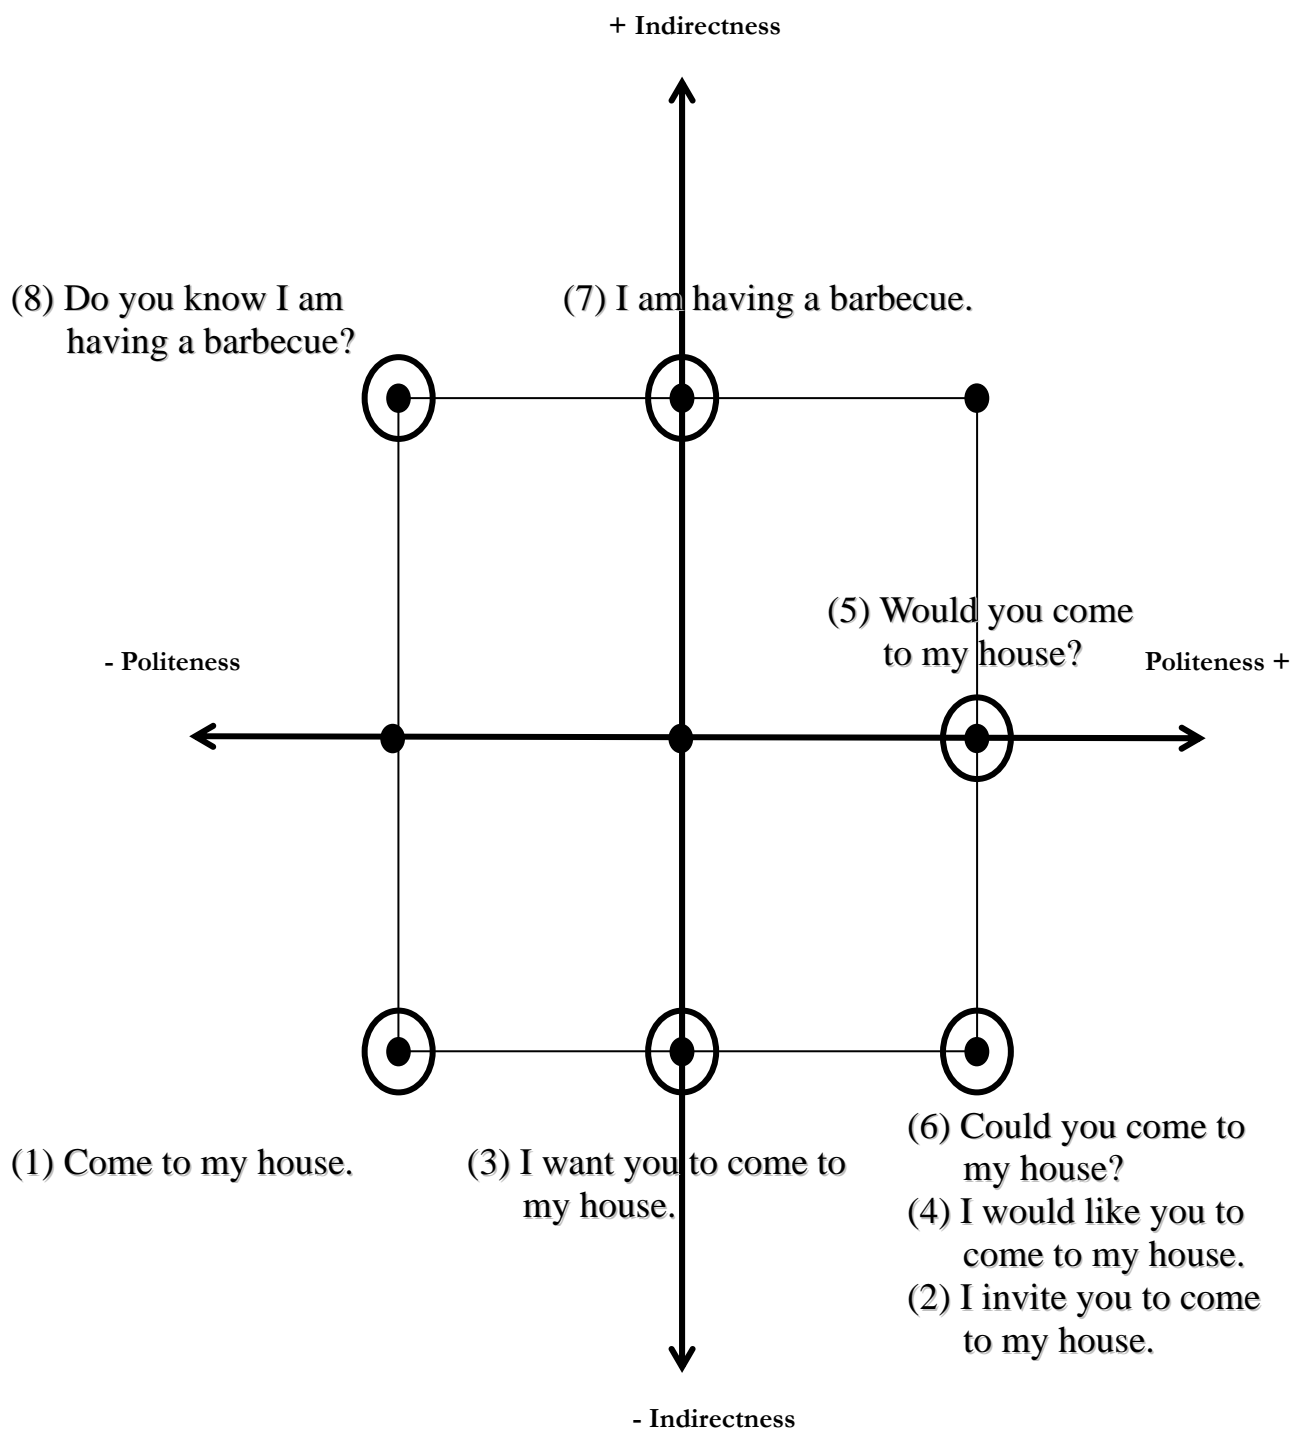 + Indirectness
(8) Do you know I am
having a barbecue?
(7) I am having a barbecue.
(5) Would you come
to my house?
- Politeness
Politeness +
(1) Come to my house.
(3) I want you to come to
my house.
(6) Could you come to
my house?
(4) I would like you to
come to my house.
(2) I invite you to come
to my house.
- Indirectness